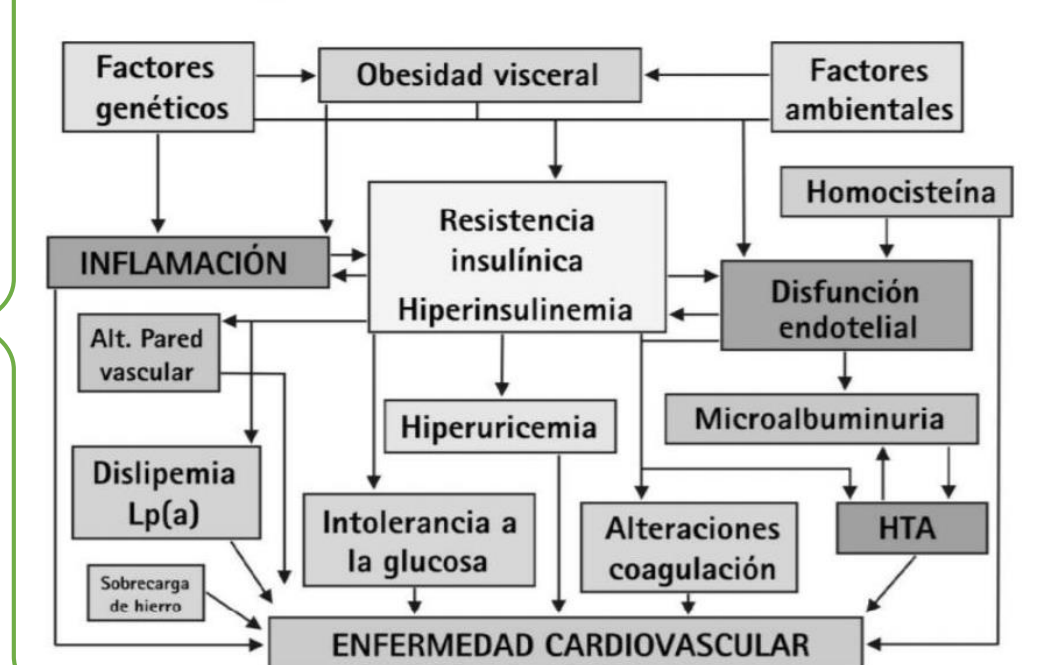 Factores
genéticos
Obesidad visceral
Factores
ambientales
Homocisteína
Resistencia
insulínica
Hiperinsulinemia
INFLAMACIÓN
Disfunción
endotelial
Alt. Pared
vascular
Hiperuricemia
Microalbuminuria
Dislipemia
Lp(a)
Intolerancia a
la glucosa
Alteraciones
coagulación
HTA
Sobrecarga
de hierro
ENFERMEDAD CARDIOVASCULAR